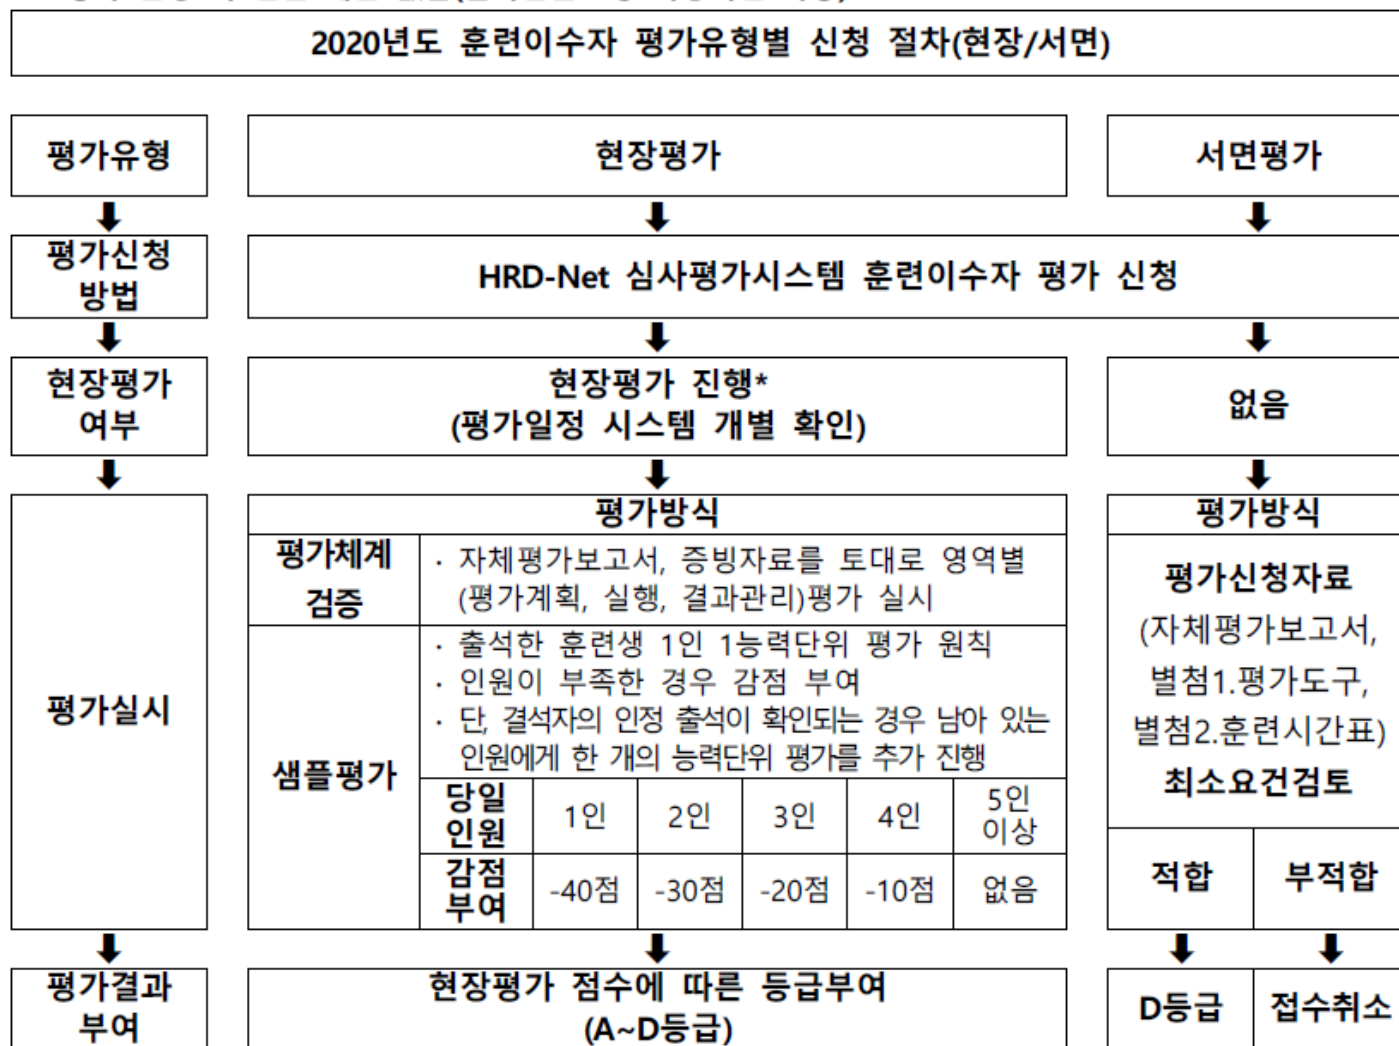 2020년도 훈련이수자 평가유형별 신청 절차(현장/서면)
평가유형
현장평가
서면평가
평가신청
방법
HRD-Net 심사평가시스템 훈련이수자 평가 신청
현장평가
여부
현장평가 진행*
(평가일정 시스템 개별 확인)
없음
평가실시
평가방식
평가체계
검증
· 자체평가보고서, 증빙자료를 토대로 영역별
(평가계획, 실행, 결과관리)평가 실시
샘플평가
· 출석한 훈련생 1인 1능력단위 평가 원칙
· 인원이 부족한 경우 감점 부여
· 단, 결석자의 인정 출석이 확인되는 경우 남아 있는
인원에게 한 개의 능력단위 평가를 추가 진행
당일
인원
1인
2인
3인
4인
5인
이상
감점
부여
-40점
-30점
-20점
-10점
없음
평가방식
평가신청자료
(자체평가보고서,
별첨1.평가도구,
별첨2.훈련시간표)
최소요건검토
적합
부적합
평가결과
부여
현장평가 점수에 따른 등급부여
(A~D등급)
D등급
접수취소